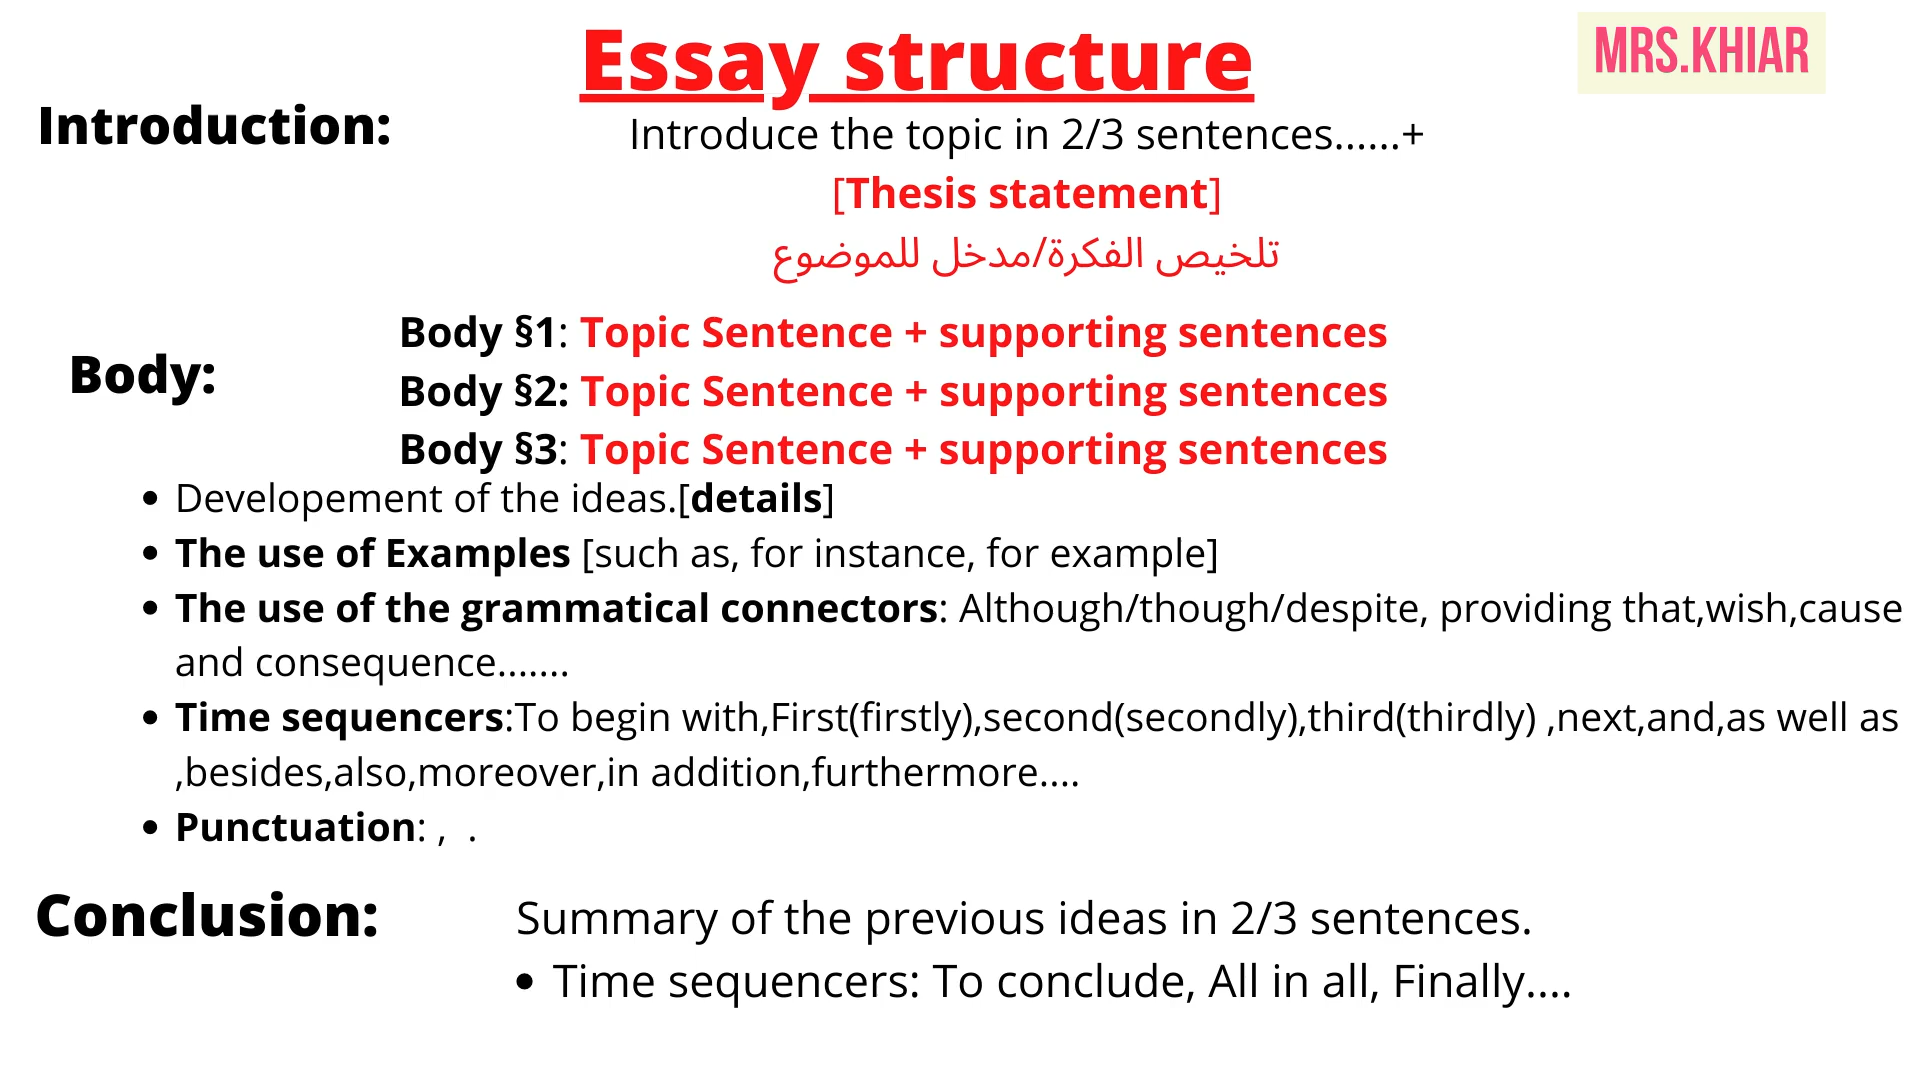 Essay structure
MRS.KHIAR
Introduction:
Introduce the topic in 2/3 sentences......+
[Thesis statement]
تلخيص الفكرة/مدخل للموضوع
Body:
Body §1: Topic Sentence + supporting sentences
Body §2: Topic Sentence + supporting sentences
Body §3: Topic Sentence + supporting sentences
• Developement of the ideas.[details]
• The use of Examples [such as, for instance, for example]
• The use of the grammatical connectors: Although/though/despite, providing that,wish,cause
and consequence.......
• Time sequencers:To begin with,First(firstly),second(secondly),third(thirdly) ,next,and,as well as
,besides,also,moreover,in addition,furthermore....
• Punctuation: ,  .
Conclusion:
Summary of the previous ideas in 2/3 sentences.
• Time sequencers: To conclude, All in all, Finally....